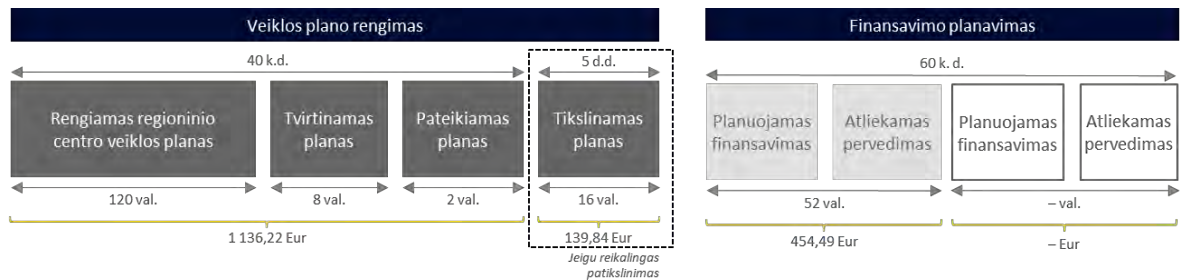 Veiklos plano rengimas
Finansavimo planavimas
40 k.d.
5 d.d.
60 k. d.
Rengiamas regioninio
centro veiklos planas
Tvirtinamas
planas
Pateikiamas
planas
Tikslinamas
planas
Planuojamas
finansavimas
Atliekamas
pervedimas
Planuojamas
finansavimas
Atliekamas
pervedimas
120 val.
8 val.
2 val.
16 val.
52 val.
– val.
1 136,22 Eur
139,84 Eur
454,49 Eur
– Eur
Jeigu reikalingas
patikslinimas